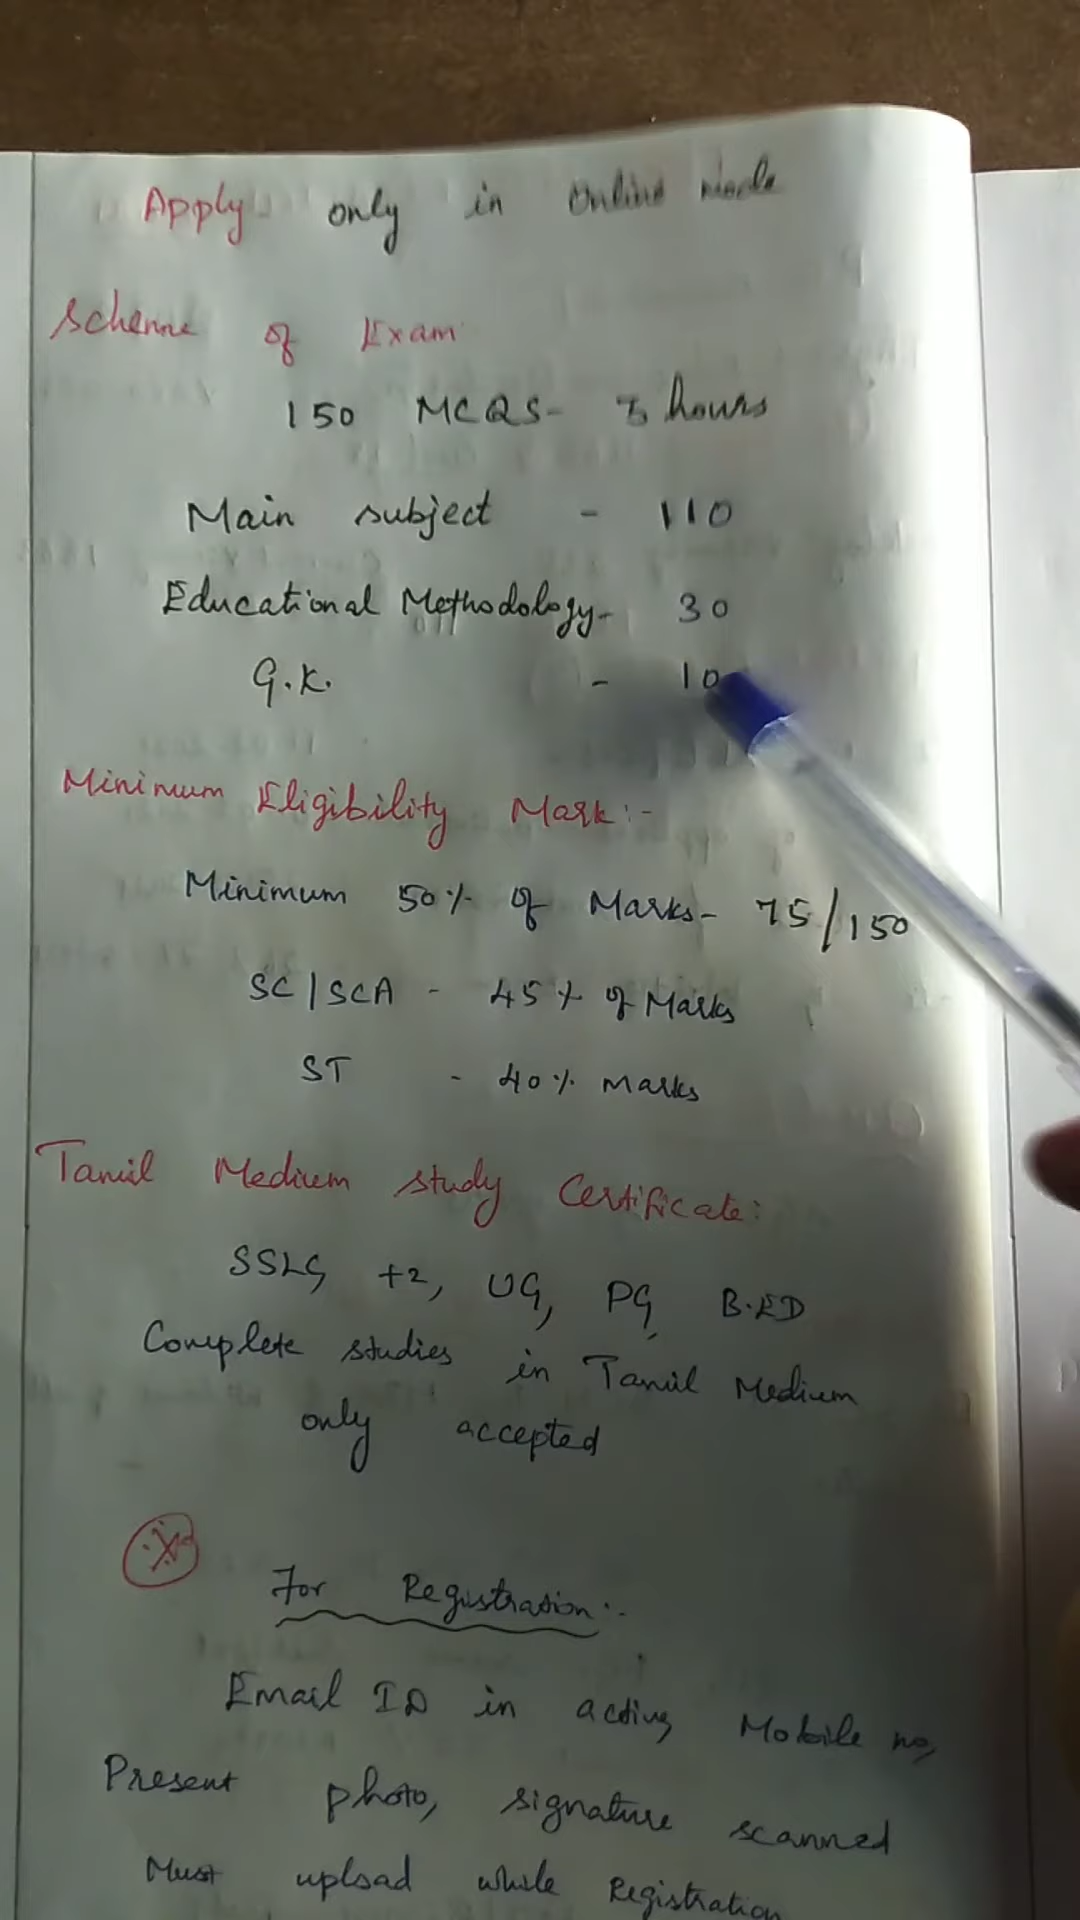 Apply only in Online Mode
Scheme of Exam
150 MCQS- 3 hours
Main subject - 110
Educational Methodology- 30
G.K. - 10
Minimum Eligibility Mark:-
Minimum 50% of Marks- 75/150
SC/SCA - 45% of Marks
ST - 40% Marks
Tamil Medium study Certificate:
SSLC, +2, UG, PG, B.ED
Complete studies in Tamil Medium
only accepted
For Registration:-
Email ID in active, Mobile no,
Present photo, signature scanned
Must upload while Registration